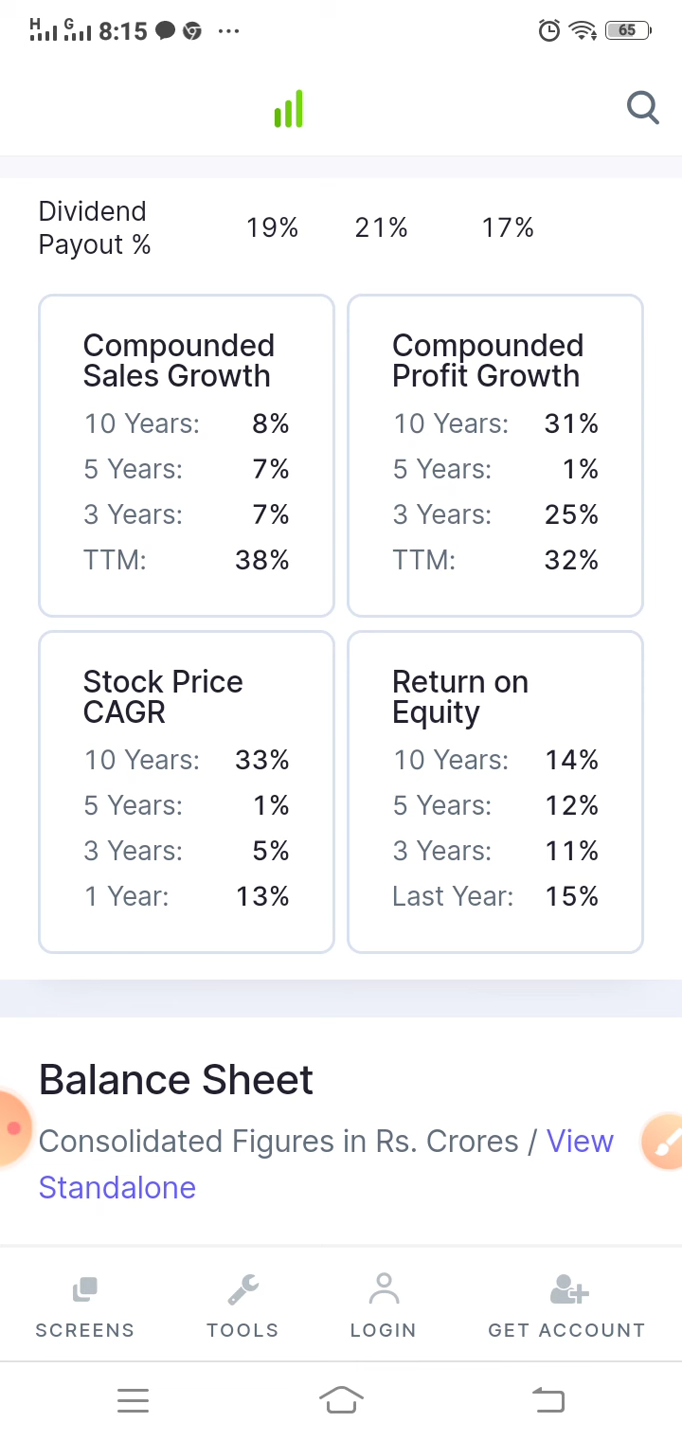 H G 8:15 ... 65
Dividend
Payout % 19% 21% 17%
Compounded
Sales Growth
10 Years: 8%
5 Years: 7%
3 Years: 7%
TTM: 38%
Compounded
Profit Growth
10 Years: 31%
5 Years: 1%
3 Years: 25%
TTM: 32%
Stock Price
CAGR
10 Years: 33%
5 Years: 1%
3 Years: 5%
1 Year: 13%
Return on
Equity
10 Years: 14%
5 Years: 12%
3 Years: 11%
Last Year: 15%
Balance Sheet
Consolidated Figures in Rs. Crores / View
Standalone
SCREENS TOOLS LOGIN GET ACCOUNT